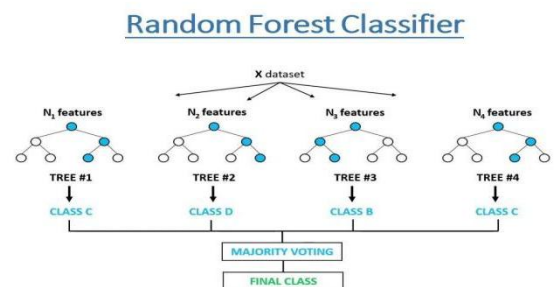 Random Forest Classifier
X dataset
N₁ features N₂ features N₃ features N₄ features
TREE #1 TREE #2 TREE #3 TREE #4
CLASS C CLASS D CLASS B CLASS C
MAJORITY VOTING
FINAL CLASS